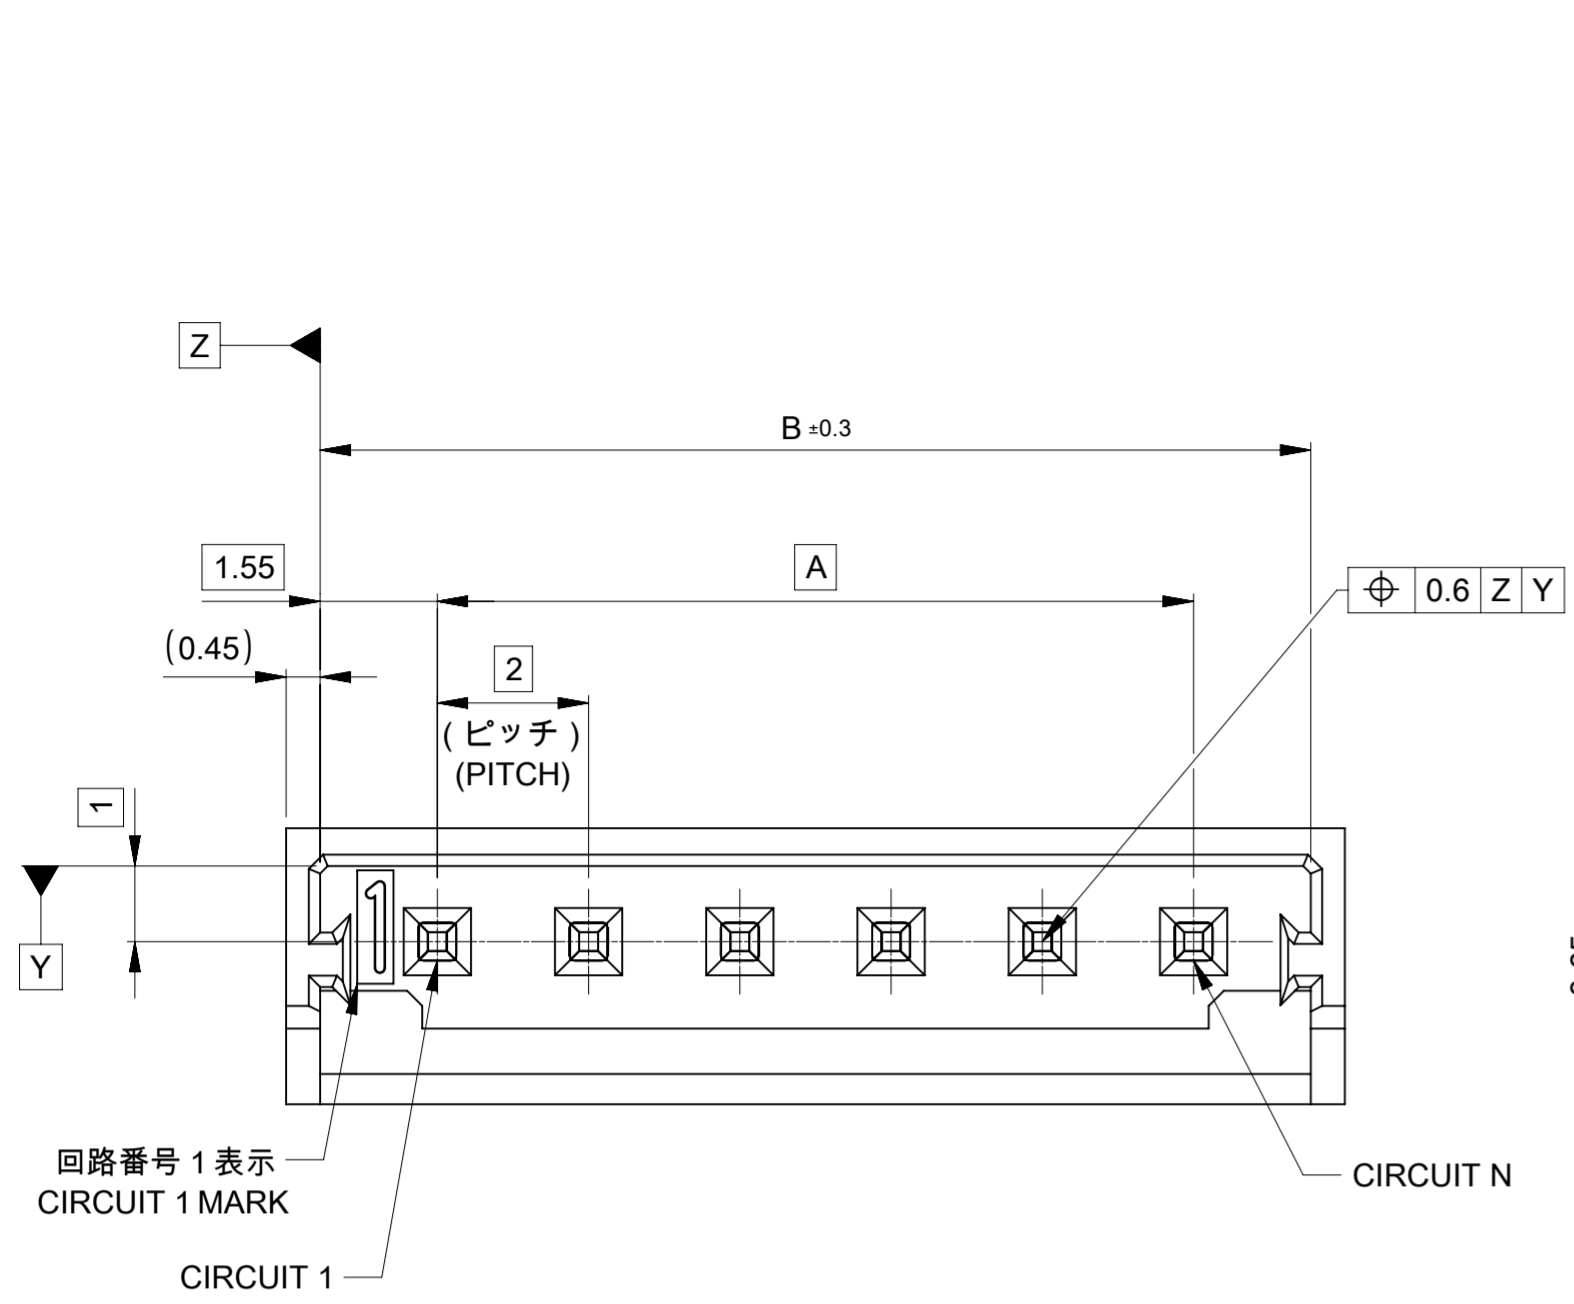 Z
B ±0.3
1.55
A
⌖ 0.6 Z Y
(0.45)
2
( ピッチ )
(PITCH)
1
1
Y
回路番号 1 表示
CIRCUIT 1 MARK
CIRCUIT N
CIRCUIT 1